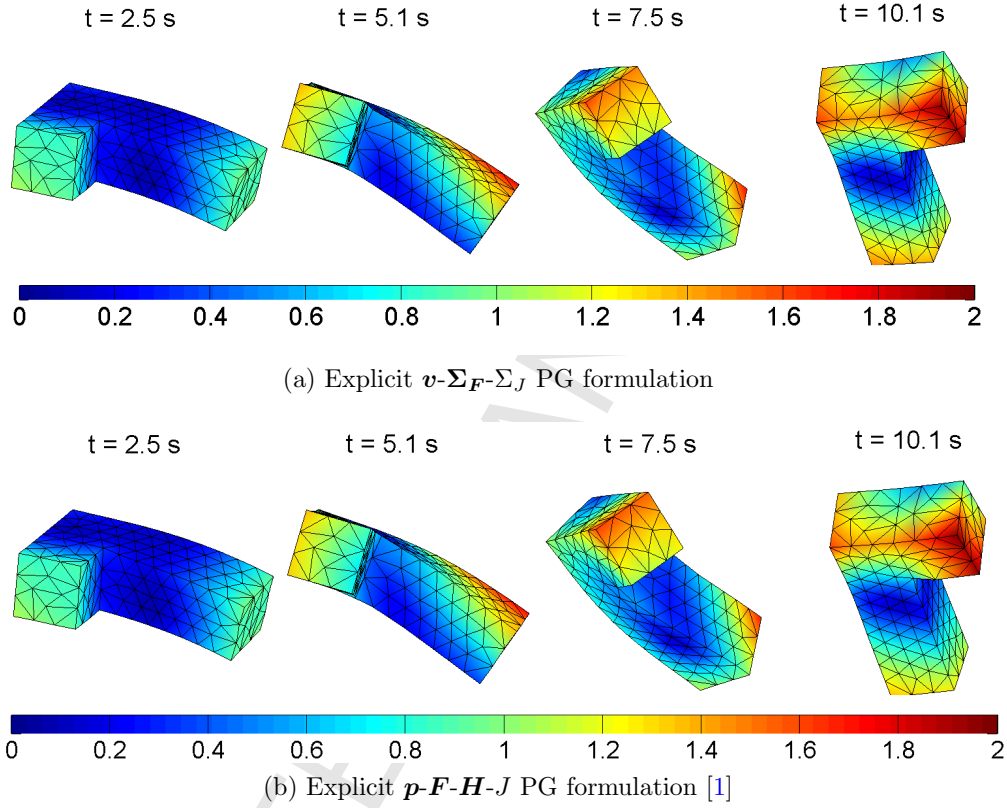 t = 2.5 s t = 5.1 s t = 7.5 s t = 10.1 s
0 0.2 0.4 0.6 0.8 1 1.2 1.4 1.6 1.8 2
(a) Explicit v-Σ_F-Σ_J PG formulation
t = 2.5 s t = 5.1 s t = 7.5 s t = 10.1 s
0 0.2 0.4 0.6 0.8 1 1.2 1.4 1.6 1.8 2
(b) Explicit p-F-H-J PG formulation [1]